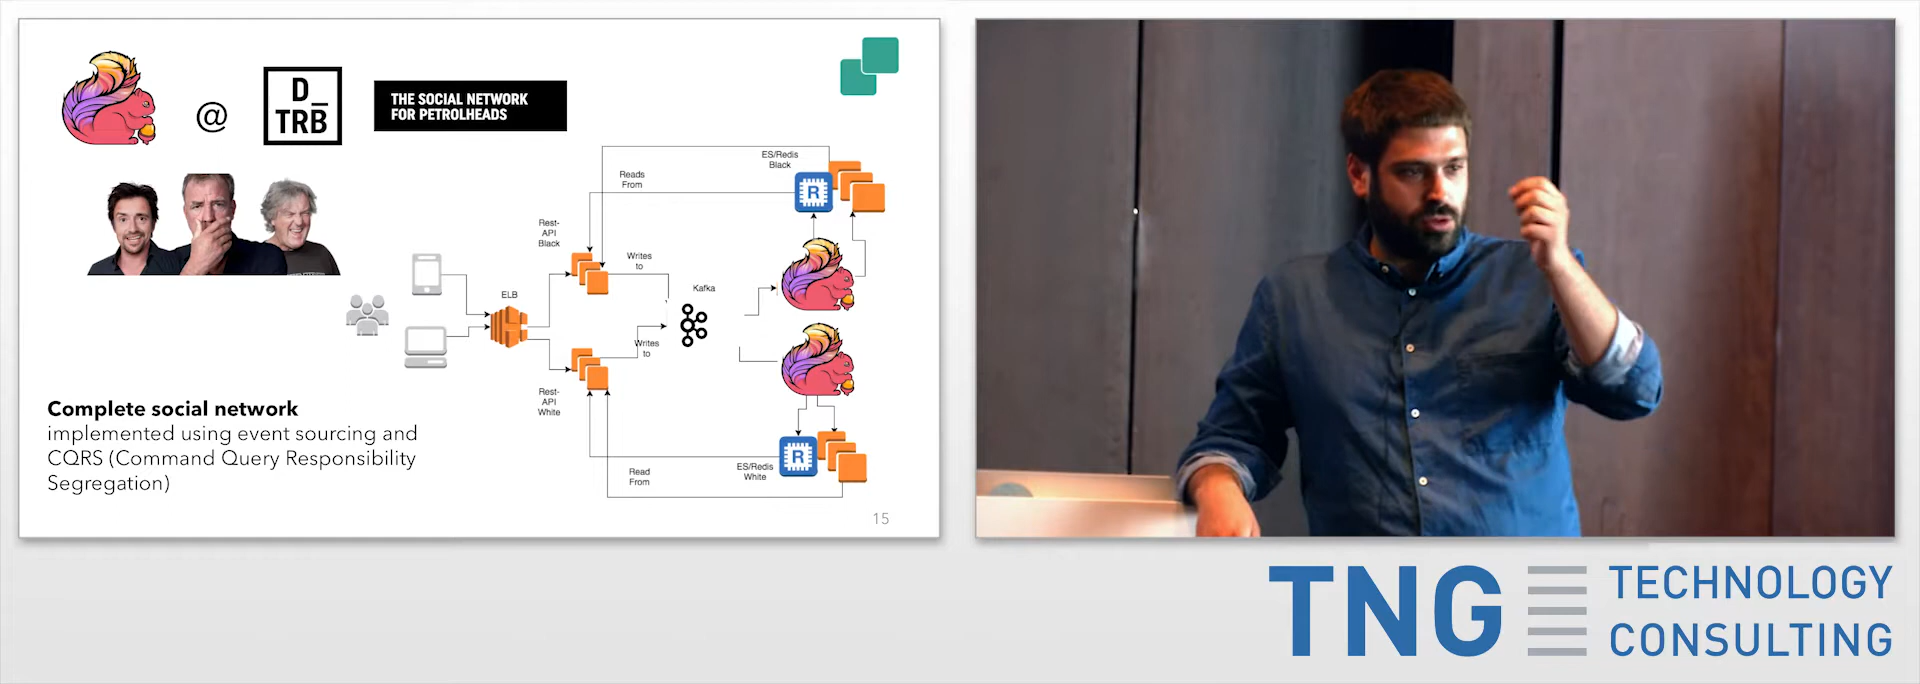 @
D
TRB
THE SOCIAL NETWORK
FOR PETROLHEADS
ES/Redis
Black
R
Reads
From
Rest-
API
Black
Writes
to
ELB
Kafka
Writes
to
Rest-
API
White
Complete social network
implemented using event sourcing and
CQRS (Command Query Responsibility
Segregation)
ES/Redis
White
R
Read
From
15
TNG TECHNOLOGY
CONSULTING